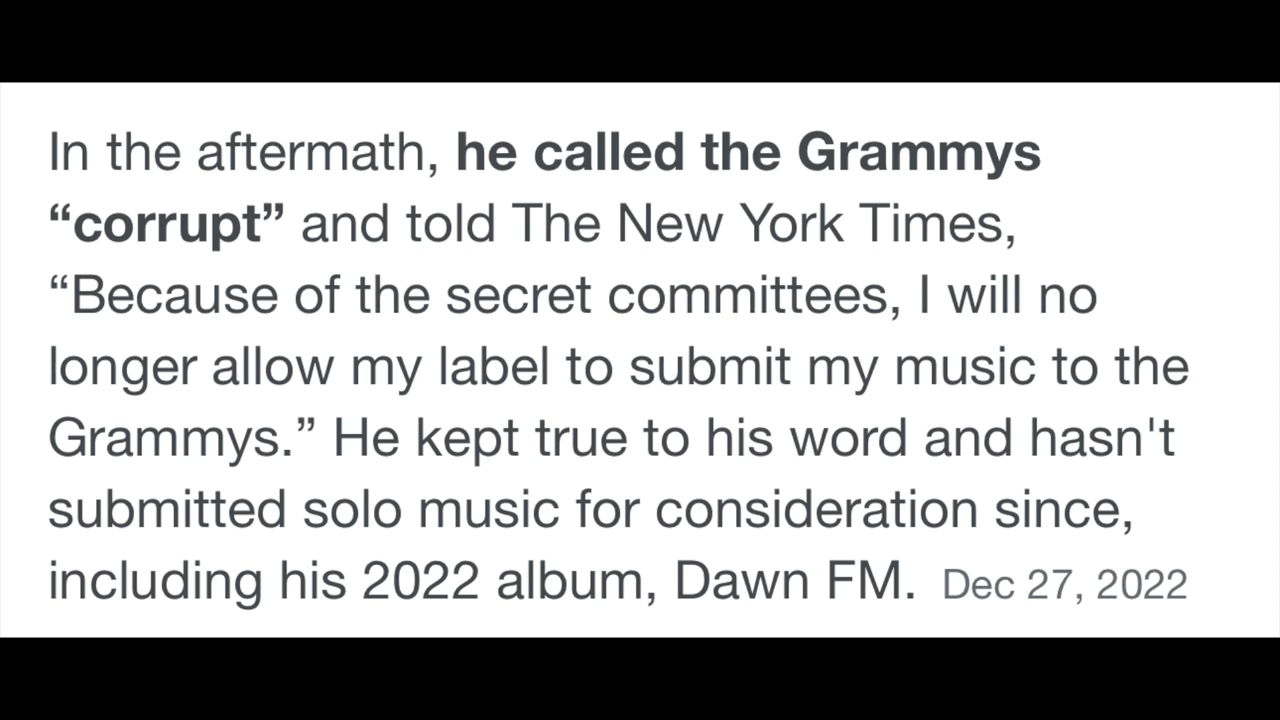 In the aftermath, he called the Grammys
“corrupt” and told The New York Times,
“Because of the secret committees, I will no
longer allow my label to submit my music to the
Grammys.” He kept true to his word and hasn't
submitted solo music for consideration since,
including his 2022 album, Dawn FM. Dec 27, 2022